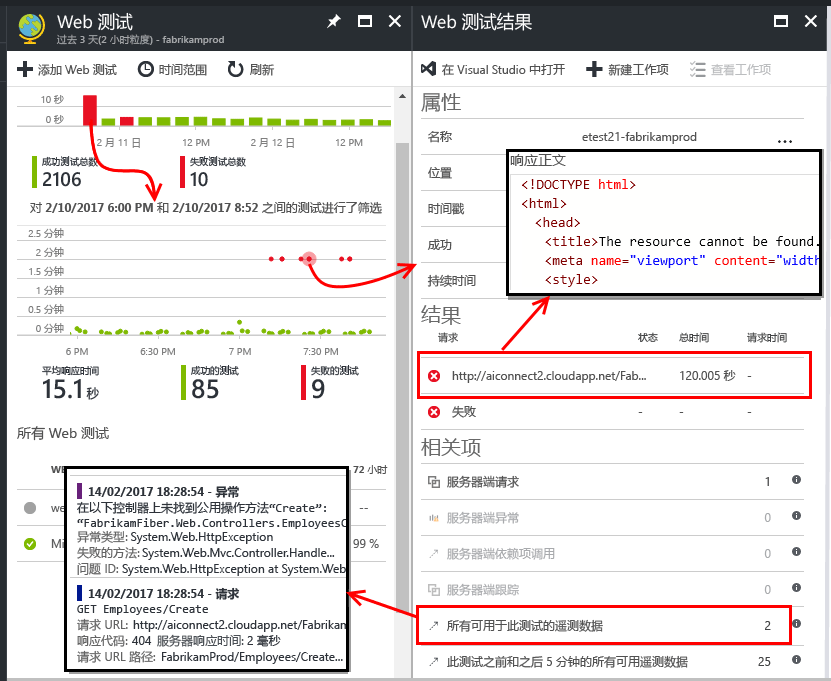 Web 测试
过去 3天(2 小时粒度) - fabrikamprod
添加 Web 测试
时间范围
刷新
10 秒
0 秒
2 月 11 日
12 PM
2 月 12 日
12 PM
成功测试总数
2106
失败测试总数
10
对 2/10/2017 6:00 PM 和 2/10/2017 8:52 之间的测试进行了筛选
2.5 分钟
2 分钟
1.5 分钟
1 分钟
0.5 分钟
0 分钟
6 PM
6:30 PM
7 PM
7:30 PM
平均响应时间
15.1 秒
成功的测试
85
失败的测试
9
所有 Web 测试
WE
72 小时
we
--
Mi
99 %
14/02/2017 18:28:54 - 异常
在以下控制器上未找到公用操作方法“Create”:
“FabrikamFiber.Web.Controllers.EmployeesC
异常类型: System.Web.HttpException
失败的方法: System.Web.Mvc.Controller.Handle...
问题 ID: System.Web.HttpException at System.Web
14/02/2017 18:28:54 - 请求
GET Employees/Create
请求 URL: http://aiconnect2.cloudapp.net/Fabrikam
响应代码: 404 服务器响应时间: 2 毫秒
请求 URL 路径: FabrikamProd/Employees/Create...
Web 测试结果
在 Visual Studio 中打开
新建工作项
查看工作项
属性
名称
etest21-fabrikamprod
...
位置
时间戳
成功
持续时间
响应正文
<!DOCTYPE html>
<html>
<head>
<title>The resource cannot be found.
<meta name="viewport" content="width
<style>
结果
请求
状态
总时间
请求时间
http://aiconnect2.cloudapp.net/Fab...
120.005 秒
-
失败
-
-
-
相关项
服务器端请求
1
服务器端异常
0
服务器端依赖项调用
0
服务器端跟踪
0
所有可用于此测试的遥测数据
2
此测试之前和之后 5 分钟的所有可用遥测数据
25